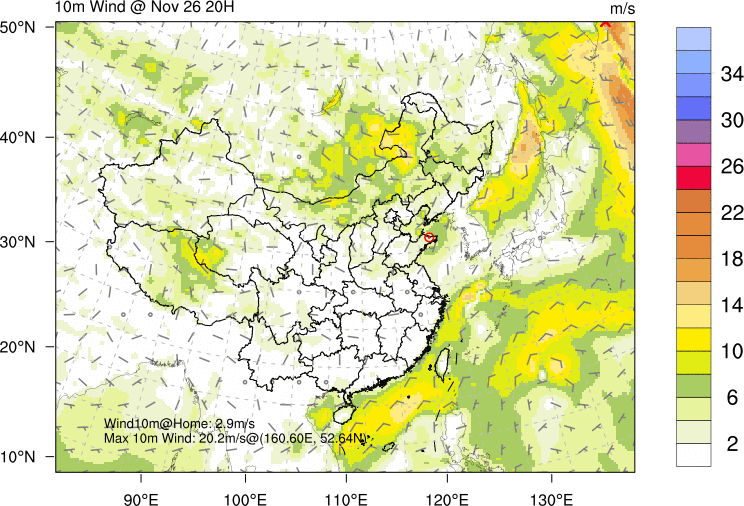 10m Wind @ Nov 26 20H
m/s
50°N
40°N
30°N
20°N
10°N
34
30
26
22
18
14
10
6
2
Wind10m@Home: 2.9m/s
Max 10m Wind: 20.2m/s@(160.60E, 52.64N)
90°E
100°E
110°E
120°E
130°E